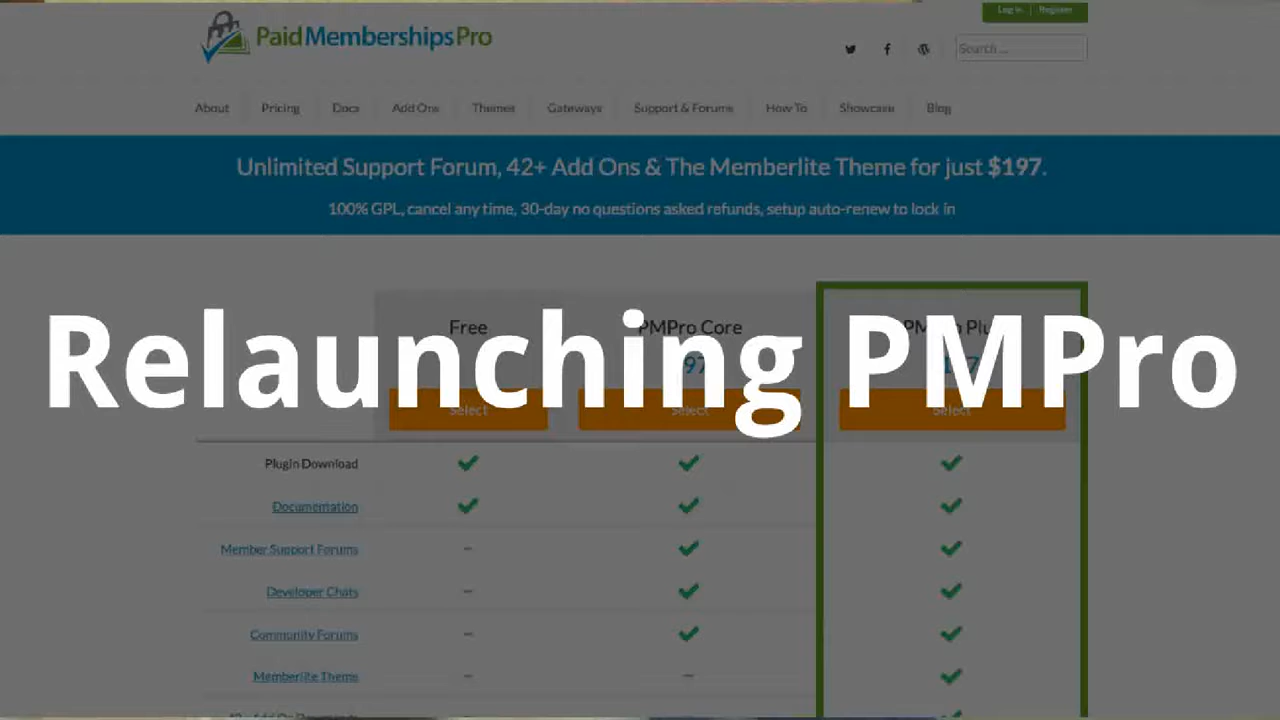 Log in | Register
PaidMembershipsPro
Search ...
About Pricing Docs Add Ons Themes Gateways Support & Forums How To Showcase Blog
Unlimited Support Forum, 42+ Add Ons & The Memberlite Theme for just $197.
100% GPL, cancel any time, 30-day no questions asked refunds, setup auto-renew to lock in
Free PMPro Core
Relaunching PMPro
Select Select Select
Plugin Download
Documentation
Member Support Forums
Developer Chats
Community Forums
Memberlite Theme